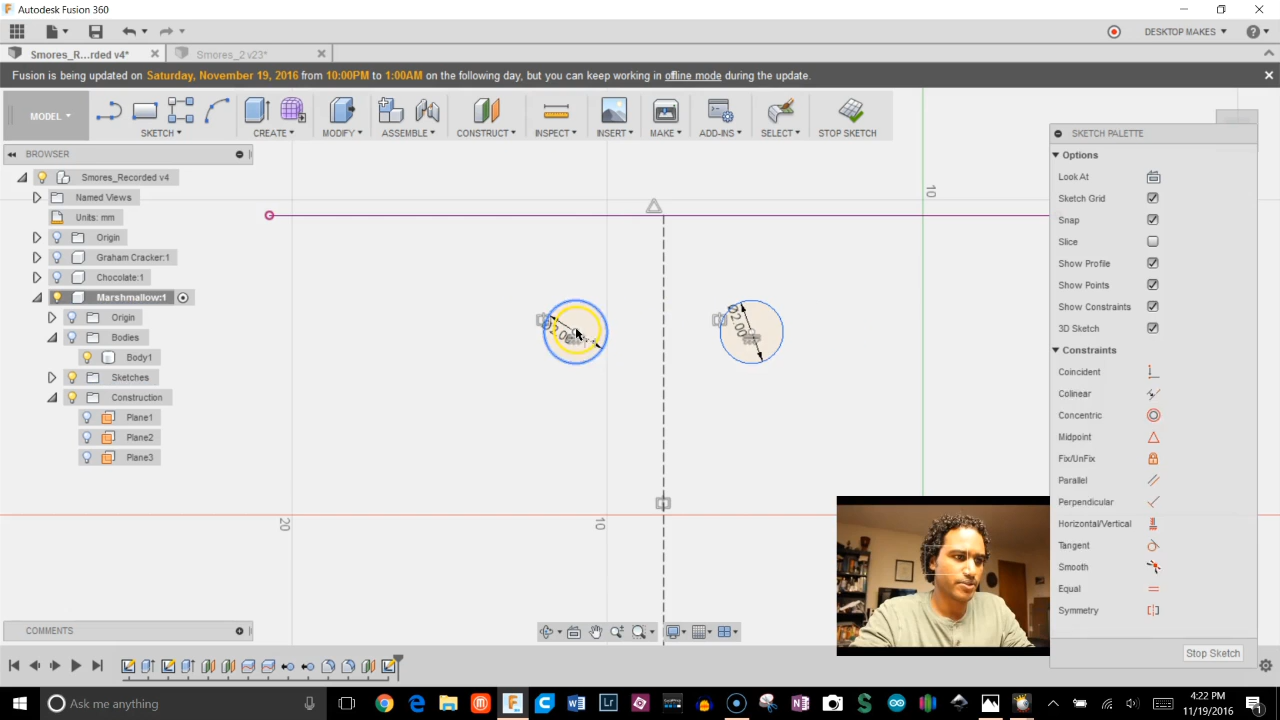 Autodesk Fusion 360
DESKTOP MAKES
Smores_R...rded v4*
Smores_2 v23*
Fusion is being updated on Saturday, November 19, 2016 from 10:00PM to 1:00AM on the following day, but you can keep working in offline mode during the update.
MODEL
SKETCH
CREATE
MODIFY
ASSEMBLE
CONSTRUCT
INSPECT
INSERT
MAKE
ADD-INS
SELECT
STOP SKETCH
BROWSER
Smores_Recorded v4
Named Views
Units: mm
Origin
Graham Cracker:1
Chocolate:1
Marshmallow:1
Origin
Bodies
Body1
Sketches
Construction
Plane1
Plane2
Plane3
10
Ø2.00
20
10
SKETCH PALETTE
Options
Look At
Sketch Grid
Snap
Slice
Show Profile
Show Points
Show Constraints
3D Sketch
Constraints
Coincident
Colinear
Concentric
Midpoint
Fix/UnFix
Parallel
Perpendicular
Horizontal/Vertical
Tangent
Smooth
Equal
Symmetry
Stop Sketch
COMMENTS
Ask me anything
4:22 PM
11/19/2016